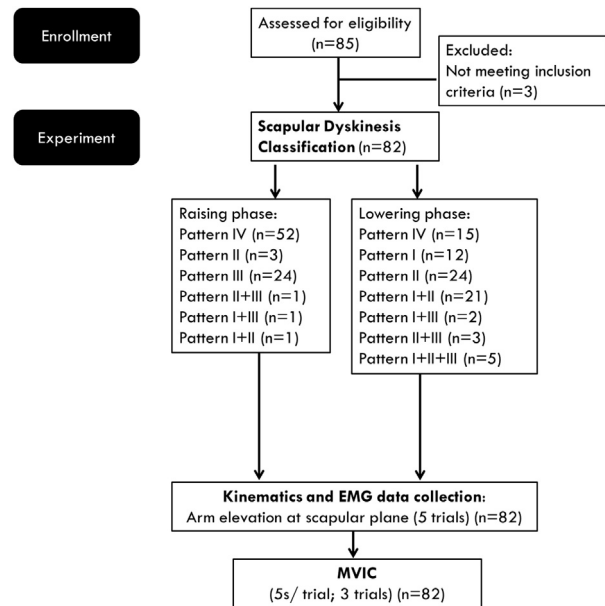 Enrollment
Assessed for eligibility
(n=85)
Excluded:
Not meeting inclusion
criteria (n=3)
Experiment
Scapular Dyskinesis
Classification (n=82)
Raising phase:
Pattern IV (n=52)
Pattern II (n=3)
Pattern III (n=24)
Pattern II+III (n=1)
Pattern I+III (n=1)
Pattern I+II (n=1)
Lowering phase:
Pattern IV (n=15)
Pattern I (n=12)
Pattern II (n=24)
Pattern I+II (n=21)
Pattern I+III (n=2)
Pattern II+III (n=3)
Pattern I+II+III (n=5)
Kinematics and EMG data collection:
Arm elevation at scapular plane (5 trials) (n=82)
MVIC
(5s/ trial; 3 trials) (n=82)